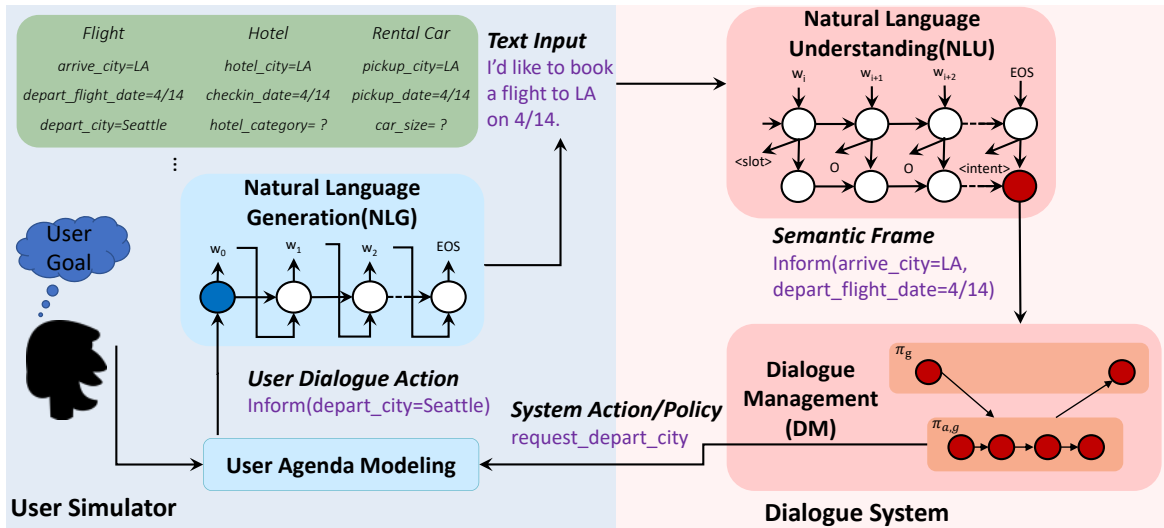 Flight Hotel Rental Car
arrive_city=LA hotel_city=LA pickup_city=LA
depart_flight_date=4/14 checkin_date=4/14 pickup_date=4/14
depart_city=Seattle hotel_category= ? car_size= ?
...
Text Input
I'd like to book
a flight to LA
on 4/14.
Natural Language
Generation(NLG)
w0 w1 w2 EOS
User
Goal
User Dialogue Action
Inform(depart_city=Seattle)
User Agenda Modeling
User Simulator
System Action/Policy
request_depart_city
Natural Language
Understanding(NLU)
wi wi+1 wi+2 EOS
<slot> O O <intent>
Semantic Frame
Inform(arrive_city=LA,
depart_flight_date=4/14)
Dialogue
Management
(DM)
πg
πa,g
Dialogue System